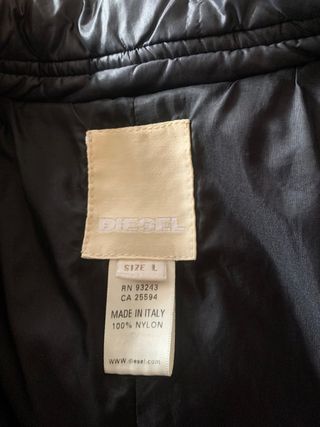 DIESEL
SIZE L
RN 93243
CA 25594
MADE IN ITALY
100% NYLON
www.diesel.com